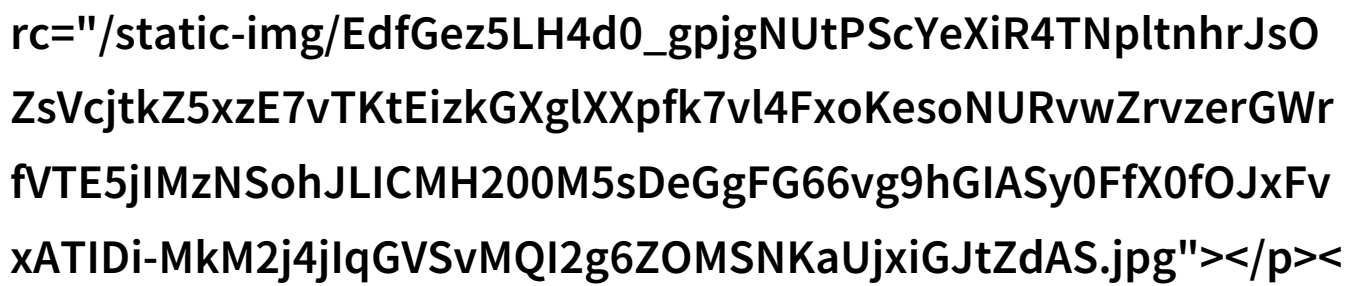 rc="/static-img/EdfGez5LH4d0_gpjgNUtPScYeXiR4TNpltnhrJsO
ZsVcjtkZ5xzE7vTKtEizkGXglXXpfk7vl4FxoKesoNURvwZrvzerGWr
fVTE5jIMzNSohJLICMH200M5sDeGgFG66vg9hGIASy0FfX0fOJxFv
xATIDi-MkM2j4jIqGVSvMQI2g6ZOMSNKaUjxiGJtZdAS.jpg"></p><